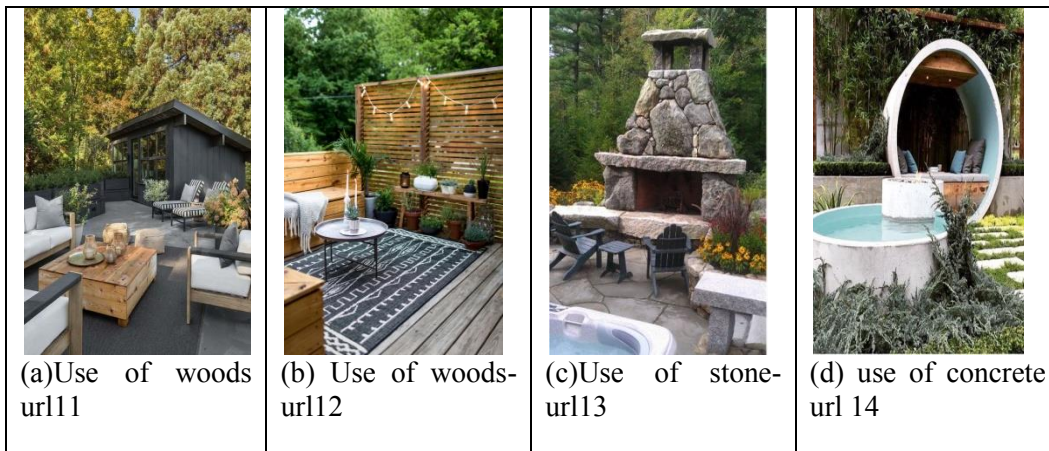 (a)Use of woods
url11
(b) Use of woods-
url12
(c)Use of stone-
url13
(d) use of concrete
url 14